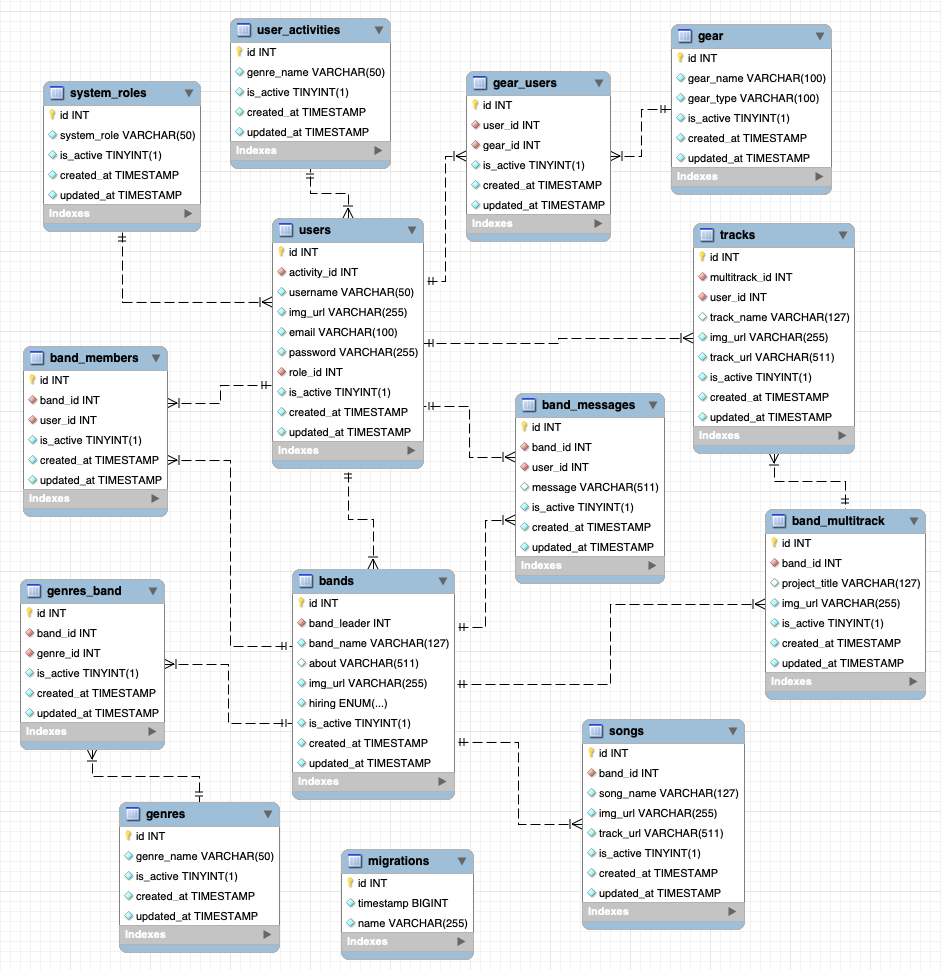 user_activities
id INT
genre_name VARCHAR(50)
is_active TINYINT(1)
created_at TIMESTAMP
updated_at TIMESTAMP
Indexes
gear
id INT
gear_name VARCHAR(100)
gear_type VARCHAR(100)
is_active TINYINT(1)
created_at TIMESTAMP
updated_at TIMESTAMP
Indexes
system_roles
id INT
system_role VARCHAR(50)
is_active TINYINT(1)
created_at TIMESTAMP
updated_at TIMESTAMP
Indexes
gear_users
id INT
user_id INT
gear_id INT
is_active TINYINT(1)
created_at TIMESTAMP
updated_at TIMESTAMP
Indexes
users
id INT
activity_id INT
username VARCHAR(50)
img_url VARCHAR(255)
email VARCHAR(100)
password VARCHAR(255)
role_id INT
is_active TINYINT(1)
created_at TIMESTAMP
updated_at TIMESTAMP
Indexes
tracks
id INT
multitrack_id INT
user_id INT
track_name VARCHAR(127)
img_url VARCHAR(255)
track_url VARCHAR(511)
is_active TINYINT(1)
created_at TIMESTAMP
updated_at TIMESTAMP
Indexes
band_members
id INT
band_id INT
user_id INT
is_active TINYINT(1)
created_at TIMESTAMP
updated_at TIMESTAMP
Indexes
band_messages
id INT
band_id INT
user_id INT
message VARCHAR(511)
is_active TINYINT(1)
created_at TIMESTAMP
updated_at TIMESTAMP
Indexes
band_multitrack
id INT
band_id INT
project_title VARCHAR(127)
img_url VARCHAR(255)
is_active TINYINT(1)
created_at TIMESTAMP
updated_at TIMESTAMP
Indexes
genres_band
id INT
band_id INT
genre_id INT
is_active TINYINT(1)
created_at TIMESTAMP
updated_at TIMESTAMP
Indexes
bands
id INT
band_leader INT
band_name VARCHAR(127)
about VARCHAR(511)
img_url VARCHAR(255)
hiring ENUM(...)
is_active TINYINT(1)
created_at TIMESTAMP
updated_at TIMESTAMP
Indexes
songs
id INT
band_id INT
song_name VARCHAR(127)
img_url VARCHAR(255)
track_url VARCHAR(511)
is_active TINYINT(1)
created_at TIMESTAMP
updated_at TIMESTAMP
Indexes
genres
id INT
genre_name VARCHAR(50)
is_active TINYINT(1)
created_at TIMESTAMP
updated_at TIMESTAMP
Indexes
migrations
id INT
timestamp BIGINT
name VARCHAR(255)
Indexes